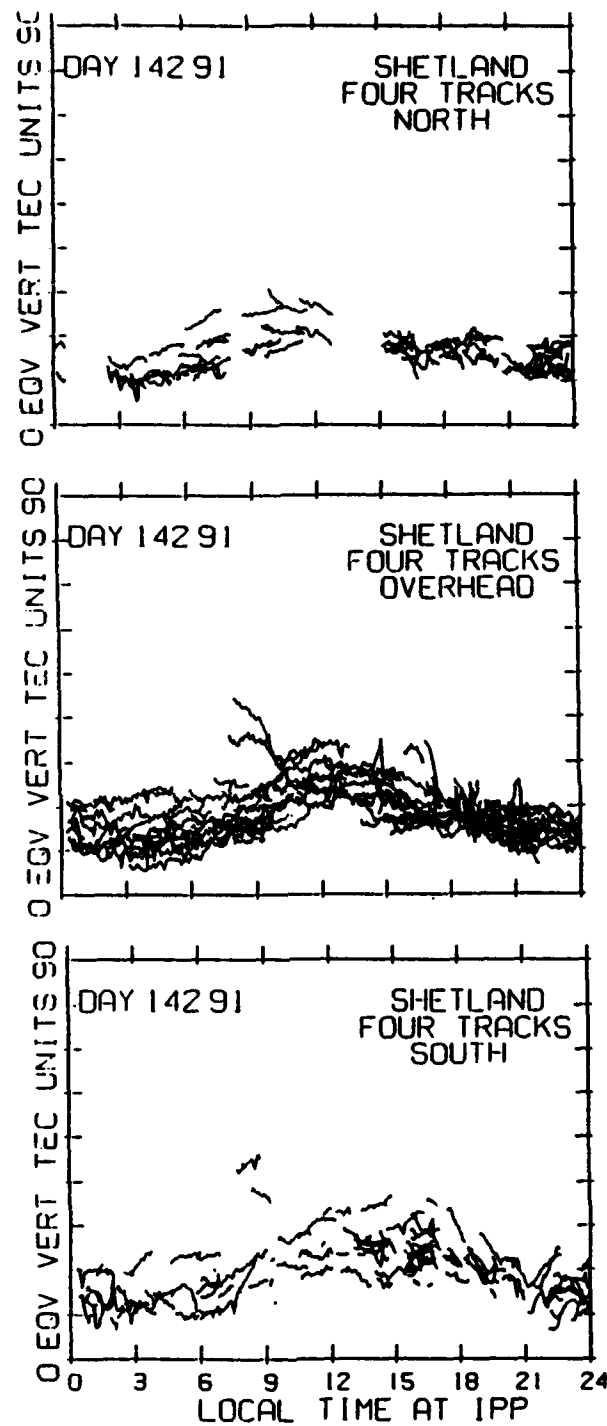 DAY 142 91
SHETLAND
FOUR TRACKS
NORTH
0 EQV VERT TEC UNITS 90
DAY 142 91
SHETLAND
FOUR TRACKS
OVERHEAD
0 EQV VERT TEC UNITS 90
DAY 142 91
SHETLAND
FOUR TRACKS
SOUTH
0 EQV VERT TEC UNITS 90
0 3 6 9 12 15 18 21 24
LOCAL TIME AT IPP